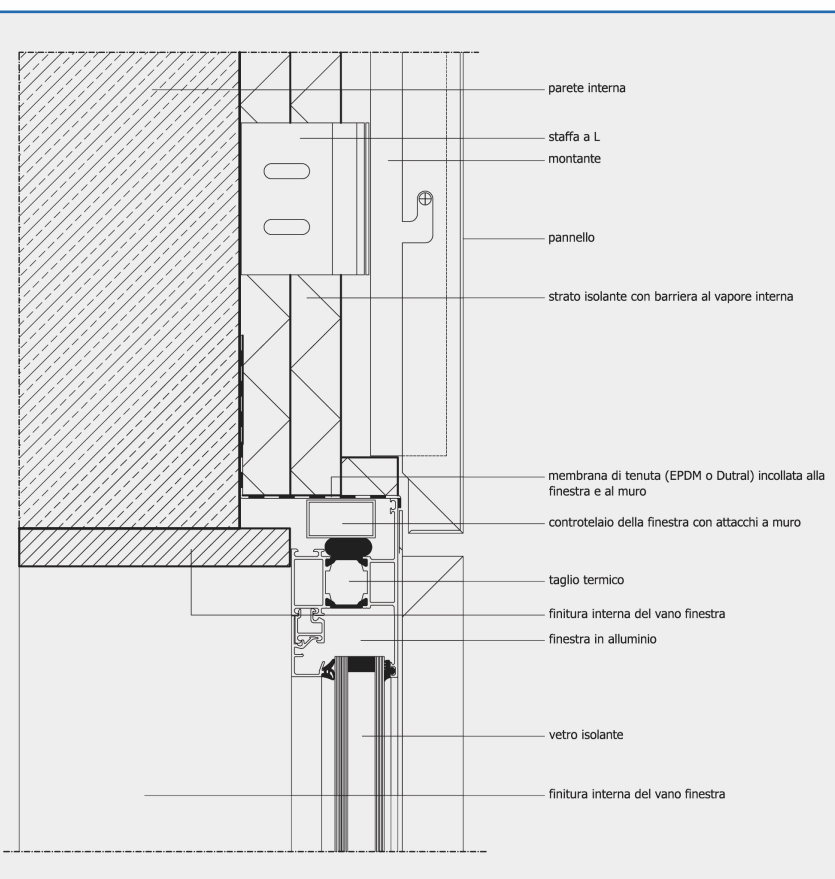 parete interna
staffa a L
montante
pannello
strato isolante con barriera al vapore interna
membrana di tenuta (EPDM o Dutral) incollata alla
finestra e al muro
controtelaio della finestra con attacchi a muro
taglio termico
finitura interna del vano finestra
finestra in alluminio
vetro isolante
finitura interna del vano finestra